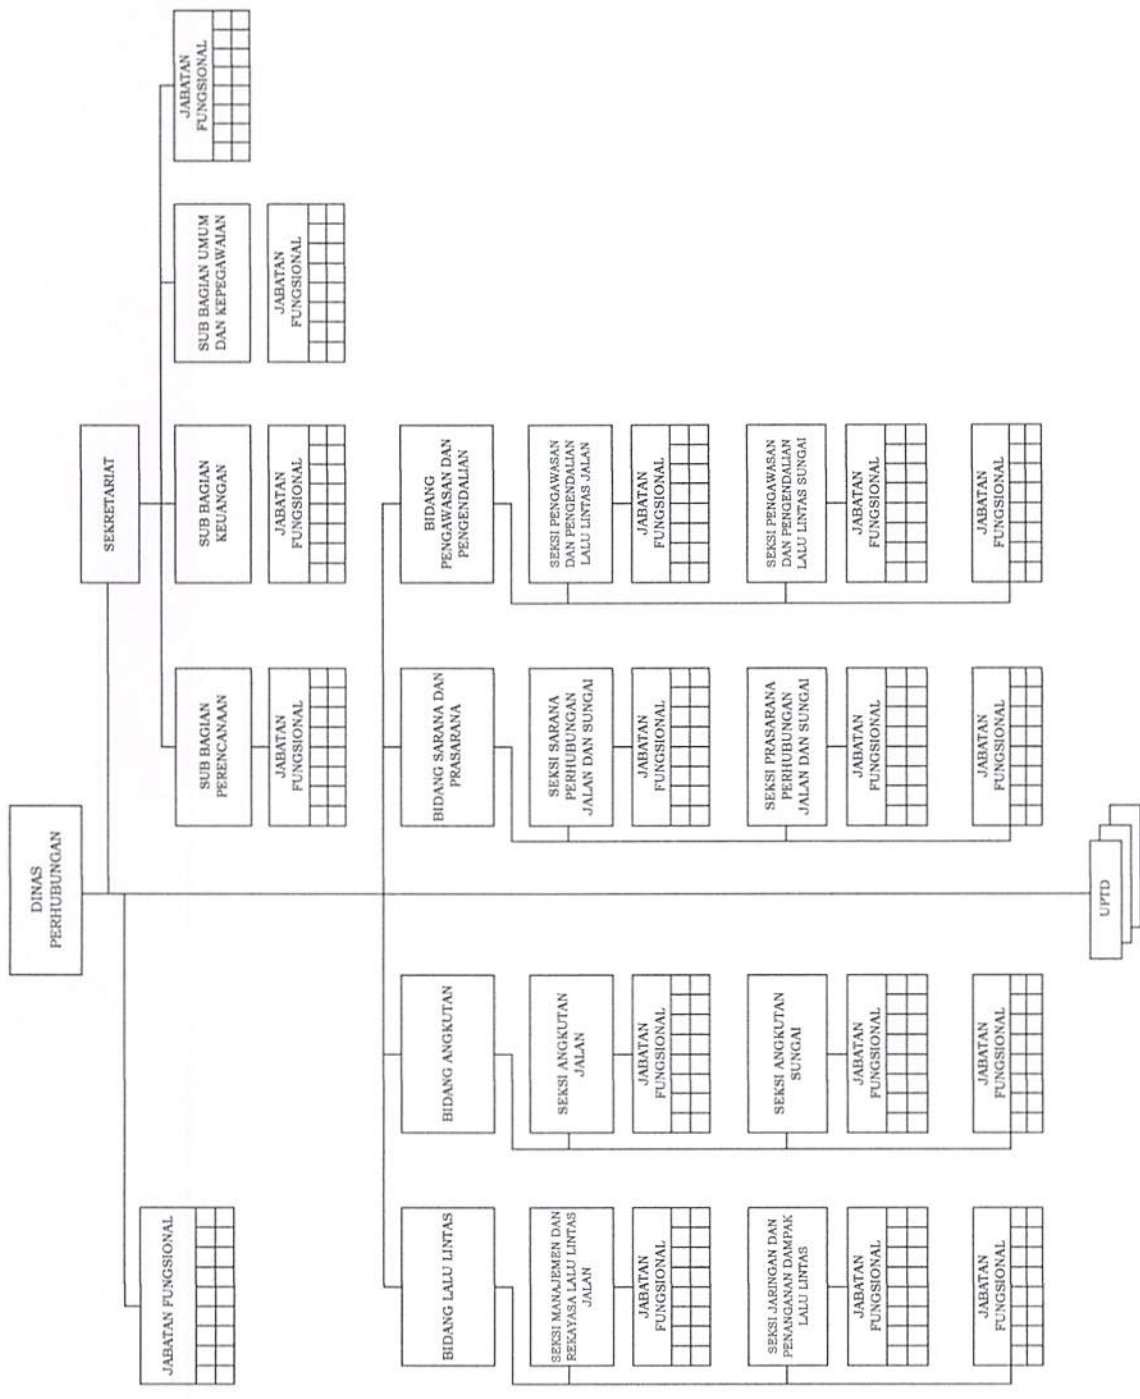 DINAS
PERHUBUNGAN
SEKRETARIAT
JABATAN FUNGSIONAL
SUB BAGIAN
PERENCANAAN
SUB BAGIAN
KEUANGAN
SUB BAGIAN UMUM
DAN KEPEGAWAIAN
JABATAN
FUNGSIONAL
JABATAN
FUNGSIONAL
JABATAN
FUNGSIONAL
JABATAN
FUNGSIONAL
BIDANG LALU LINTAS
BIDANG ANGKUTAN
BIDANG SARANA DAN
PRASARANA
BIDANG
PENGAWASAN DAN
PENGENDALIAN
SEKSI MANAJEMEN DAN
REKAYASA LALU LINTAS
JALAN
SEKSI ANGKUTAN
JALAN
SEKSI SARANA
PERHUBUNGAN
JALAN DAN SUNGAI
SEKSI PENGAWASAN
DAN PENGENDALIAN
LALU LINTAS JALAN
JABATAN
FUNGSIONAL
JABATAN
FUNGSIONAL
JABATAN
FUNGSIONAL
JABATAN
FUNGSIONAL
SEKSI JARINGAN DAN
PENANGANAN DAMPAK
LALU LINTAS
SEKSI ANGKUTAN
SUNGAI
SEKSI PRASARANA
PERHUBUNGAN
JALAN DAN SUNGAI
SEKSI PENGAWASAN
DAN PENGENDALIAN
LALU LINTAS SUNGAI
JABATAN
FUNGSIONAL
JABATAN
FUNGSIONAL
JABATAN
FUNGSIONAL
JABATAN
FUNGSIONAL
JABATAN
FUNGSIONAL
JABATAN
FUNGSIONAL
JABATAN
FUNGSIONAL
JABATAN
FUNGSIONAL
UPTD